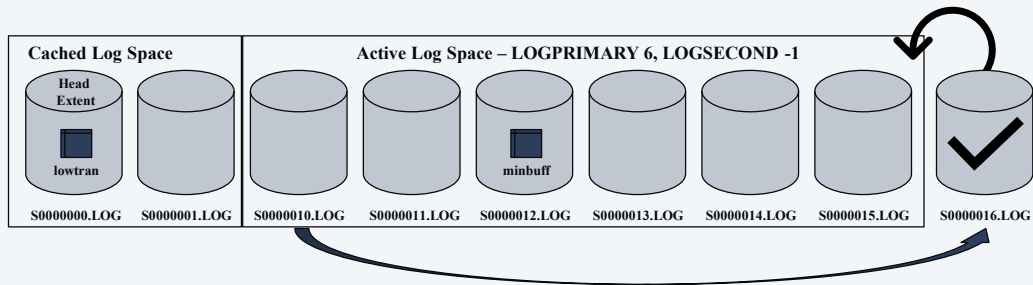 Cached Log Space
Active Log Space – LOGPRIMARY 6, LOGSECOND -1
Head
Extent
lowtran
minbuff
S0000000.LOG S0000001.LOG S0000010.LOG S0000011.LOG S0000012.LOG S0000013.LOG S0000014.LOG S0000015.LOG S0000016.LOG